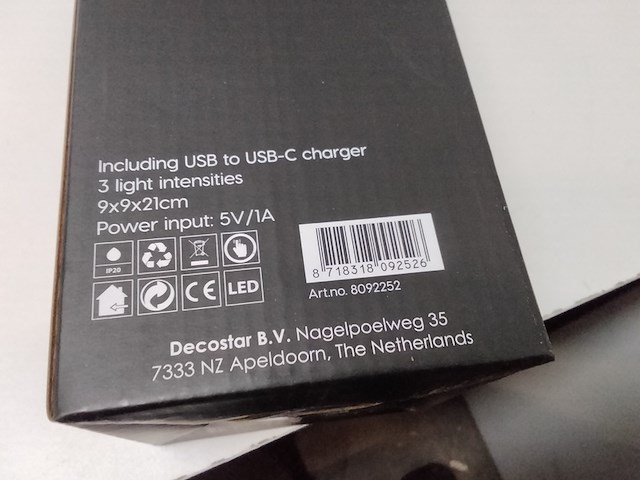 Including USB to USB-C charger
3 light intensities
9x9x21cm
Power input: 5V/1A
IP20
CE
LED
8 718318 092526
Art.no. 8092252
Decostar B.V. Nagelpoelweg 35
7333 NZ Apeldoorn, The Netherlands